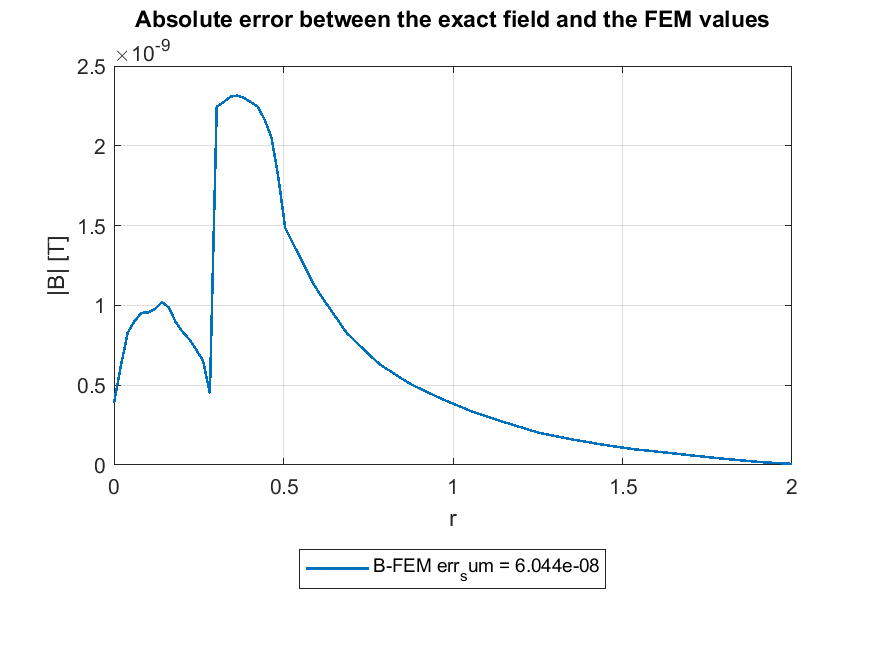 Absolute error between the exact field and the FEM values
×10-9
2.5
2
1.5
1
0.5
0
|B| [T]
0 0.5 1 1.5 2
r
B-FEM errsum = 6.044e-08